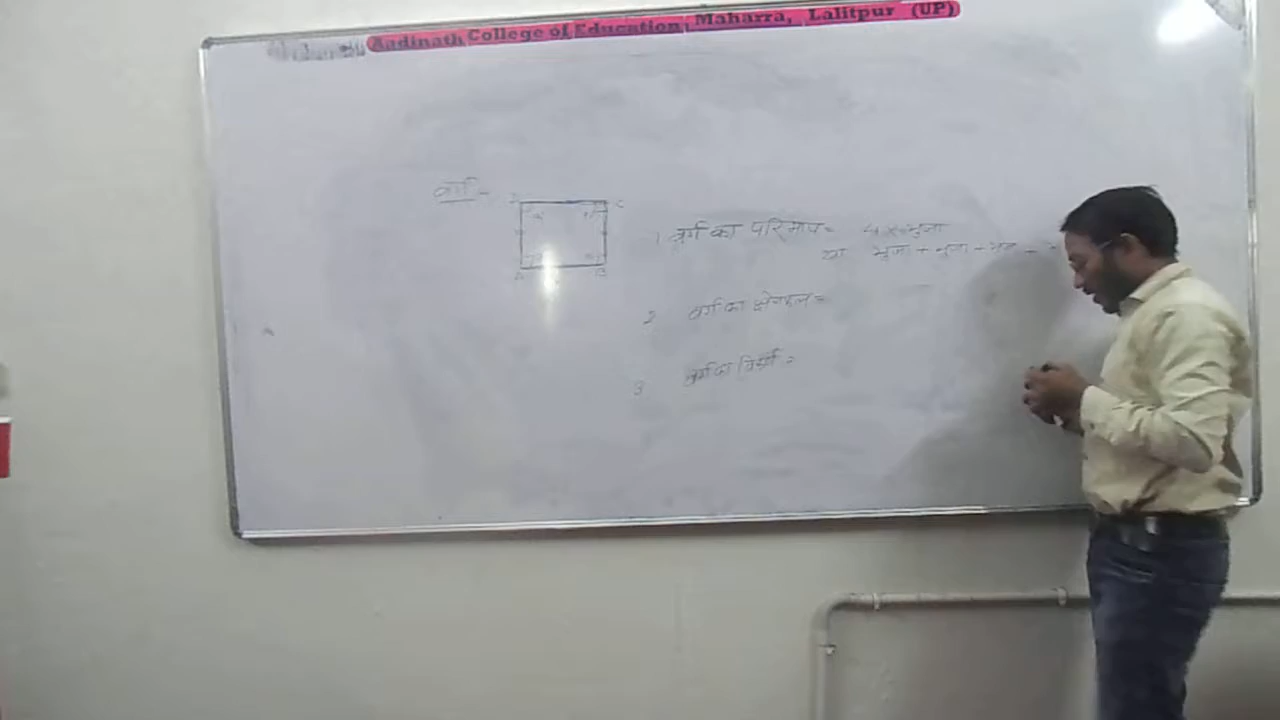 Aadinath College of Education, Maharra, Lalitpur (UP)
वर्ग -
C
B
1 वर्ग का परिमाप = 4 × भुजा
या भुजा + भुजा + भुजा +
2 वर्ग का क्षेत्रफल =
3 वर्ग का विकर्ण =